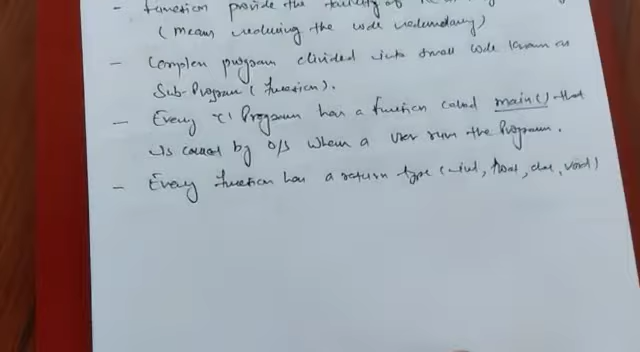 - Function provide the facility of
(means reducing the code redundancy)
- Complex program divided into small code known as
Sub-Program (function).
- Every 'C' Program has a function called main() that
is called by O/S when a user run the Program.
- Every function has a return type (int, float, char, void)